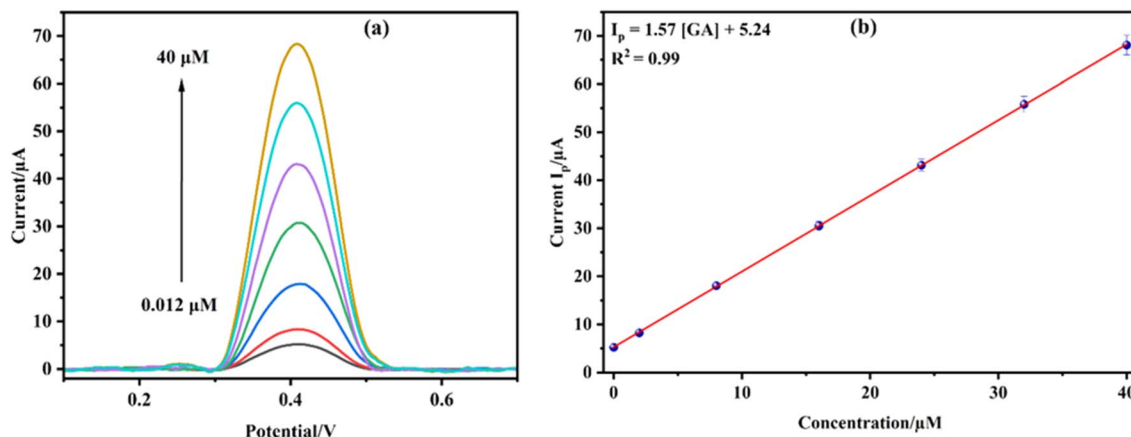 (a)
40 μM
0.012 μM
70
60
50
40
30
20
10
0
Current/μA
0.2
0.4
0.6
Potential/V
I_p = 1.57 [GA] + 5.24
R² = 0.99
(b)
70
60
50
40
30
20
10
0
Current I_p/μA
0
10
20
30
40
Concentration/μM